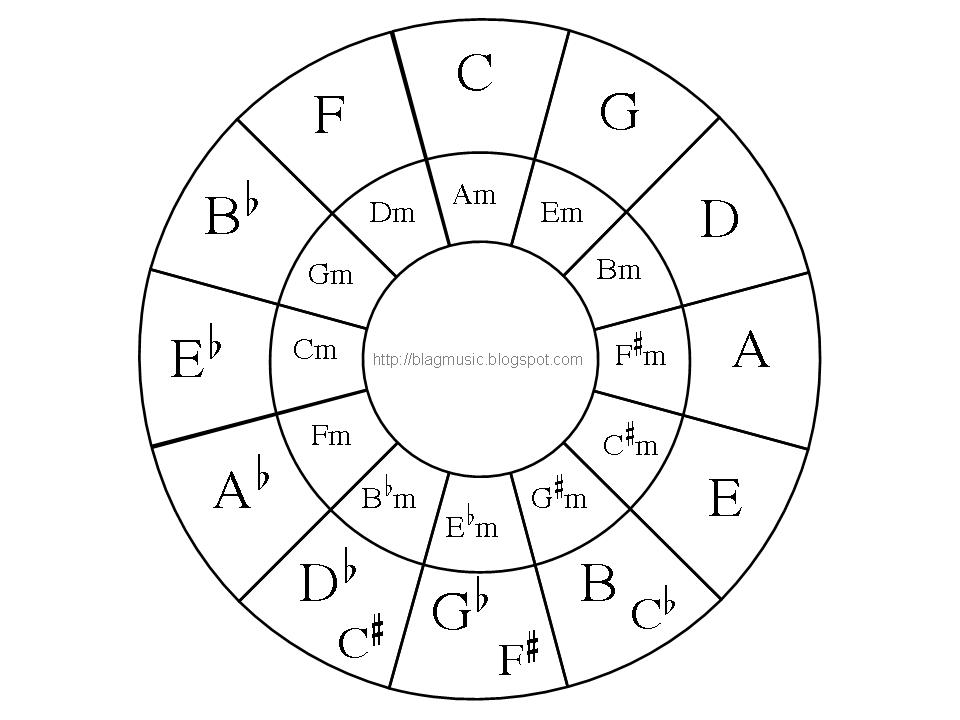 C
G
D
A
E
B
C♭
G♭
F♯
D♭
C♯
A♭
E♭
B♭
F
Am
Em
Bm
F♯m
C♯m
G♯m
E♭m
B♭m
Fm
Cm
Gm
Dm
http://blagmusic.blogspot.com